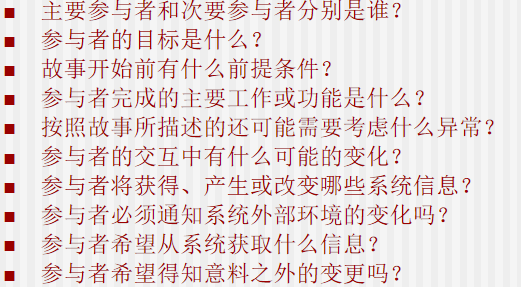 ■ 主要参与者和次要参与者分别是谁？
■ 参与者的目标是什么？
■ 故事开始前有什么前提条件？
■ 参与者完成的主要工作或功能是什么？
■ 按照故事所描述的还可能需要考虑什么异常？
■ 参与者的交互中有什么可能的变化？
■ 参与者将获得、产生或改变哪些系统信息？
■ 参与者必须通知系统外部环境的变化吗？
■ 参与者希望从系统获取什么信息？
■ 参与者希望得知意料之外的变更吗？